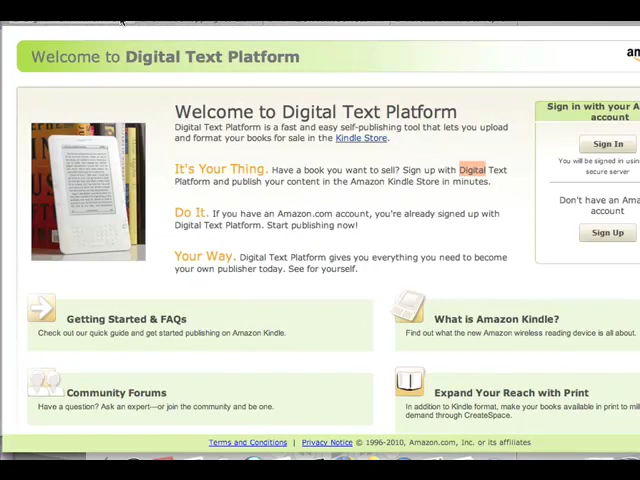 Welcome to Digital Text Platform
Welcome to Digital Text Platform
Digital Text Platform is a fast and easy self-publishing tool that lets you upload
and format your books for sale in the Kindle Store.
It's Your Thing. Have a book you want to sell? Sign up with Digital Text
Platform and publish your content in the Amazon Kindle Store in minutes.
Do It. If you have an Amazon.com account, you're already signed up with
Digital Text Platform. Start publishing now!
Your Way. Digital Text Platform gives you everything you need to become
your own publisher today. See for yourself.
Sign in with your A
account
Sign In
You will be signed in using
secure server
Don't have an Ama
account
Sign Up
Getting Started & FAQs
Check out our quick guide and get started publishing on Amazon Kindle.
What is Amazon Kindle?
Find out what the new Amazon wireless reading device is all about.
Community Forums
Have a question? Ask an expert—or join the community and be one.
Expand Your Reach with Print
In addition to Kindle format, make your books available in print to mill
demand through CreateSpace.
Terms and Conditions | Privacy Notice © 1996-2010, Amazon.com, Inc. or its affiliates